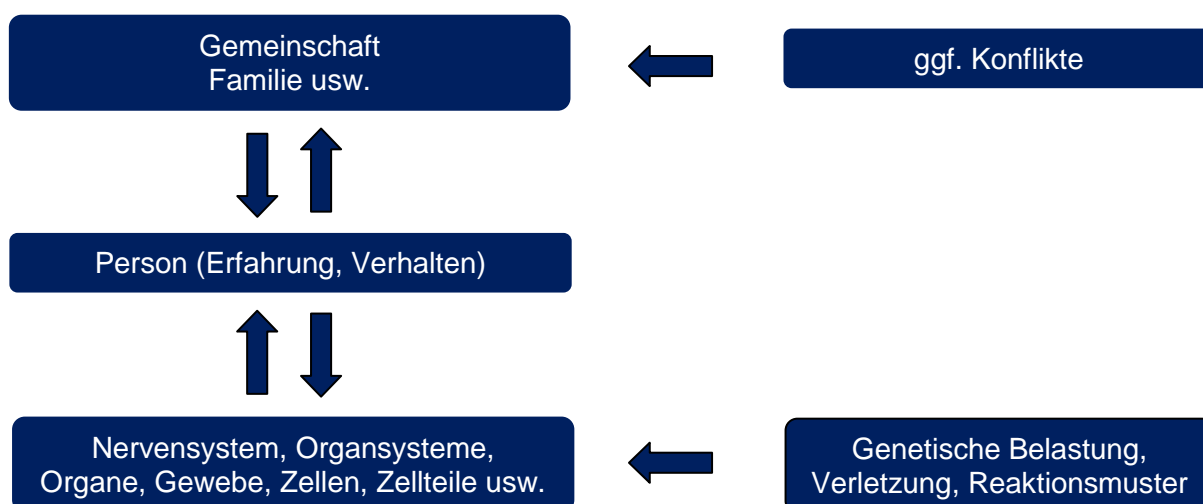 Gemeinschaft
Familie usw.
ggf. Konflikte
Person (Erfahrung, Verhalten)
Nervensystem, Organsysteme,
Organe, Gewebe, Zellen, Zellteile usw.
Genetische Belastung,
Verletzung, Reaktionsmuster